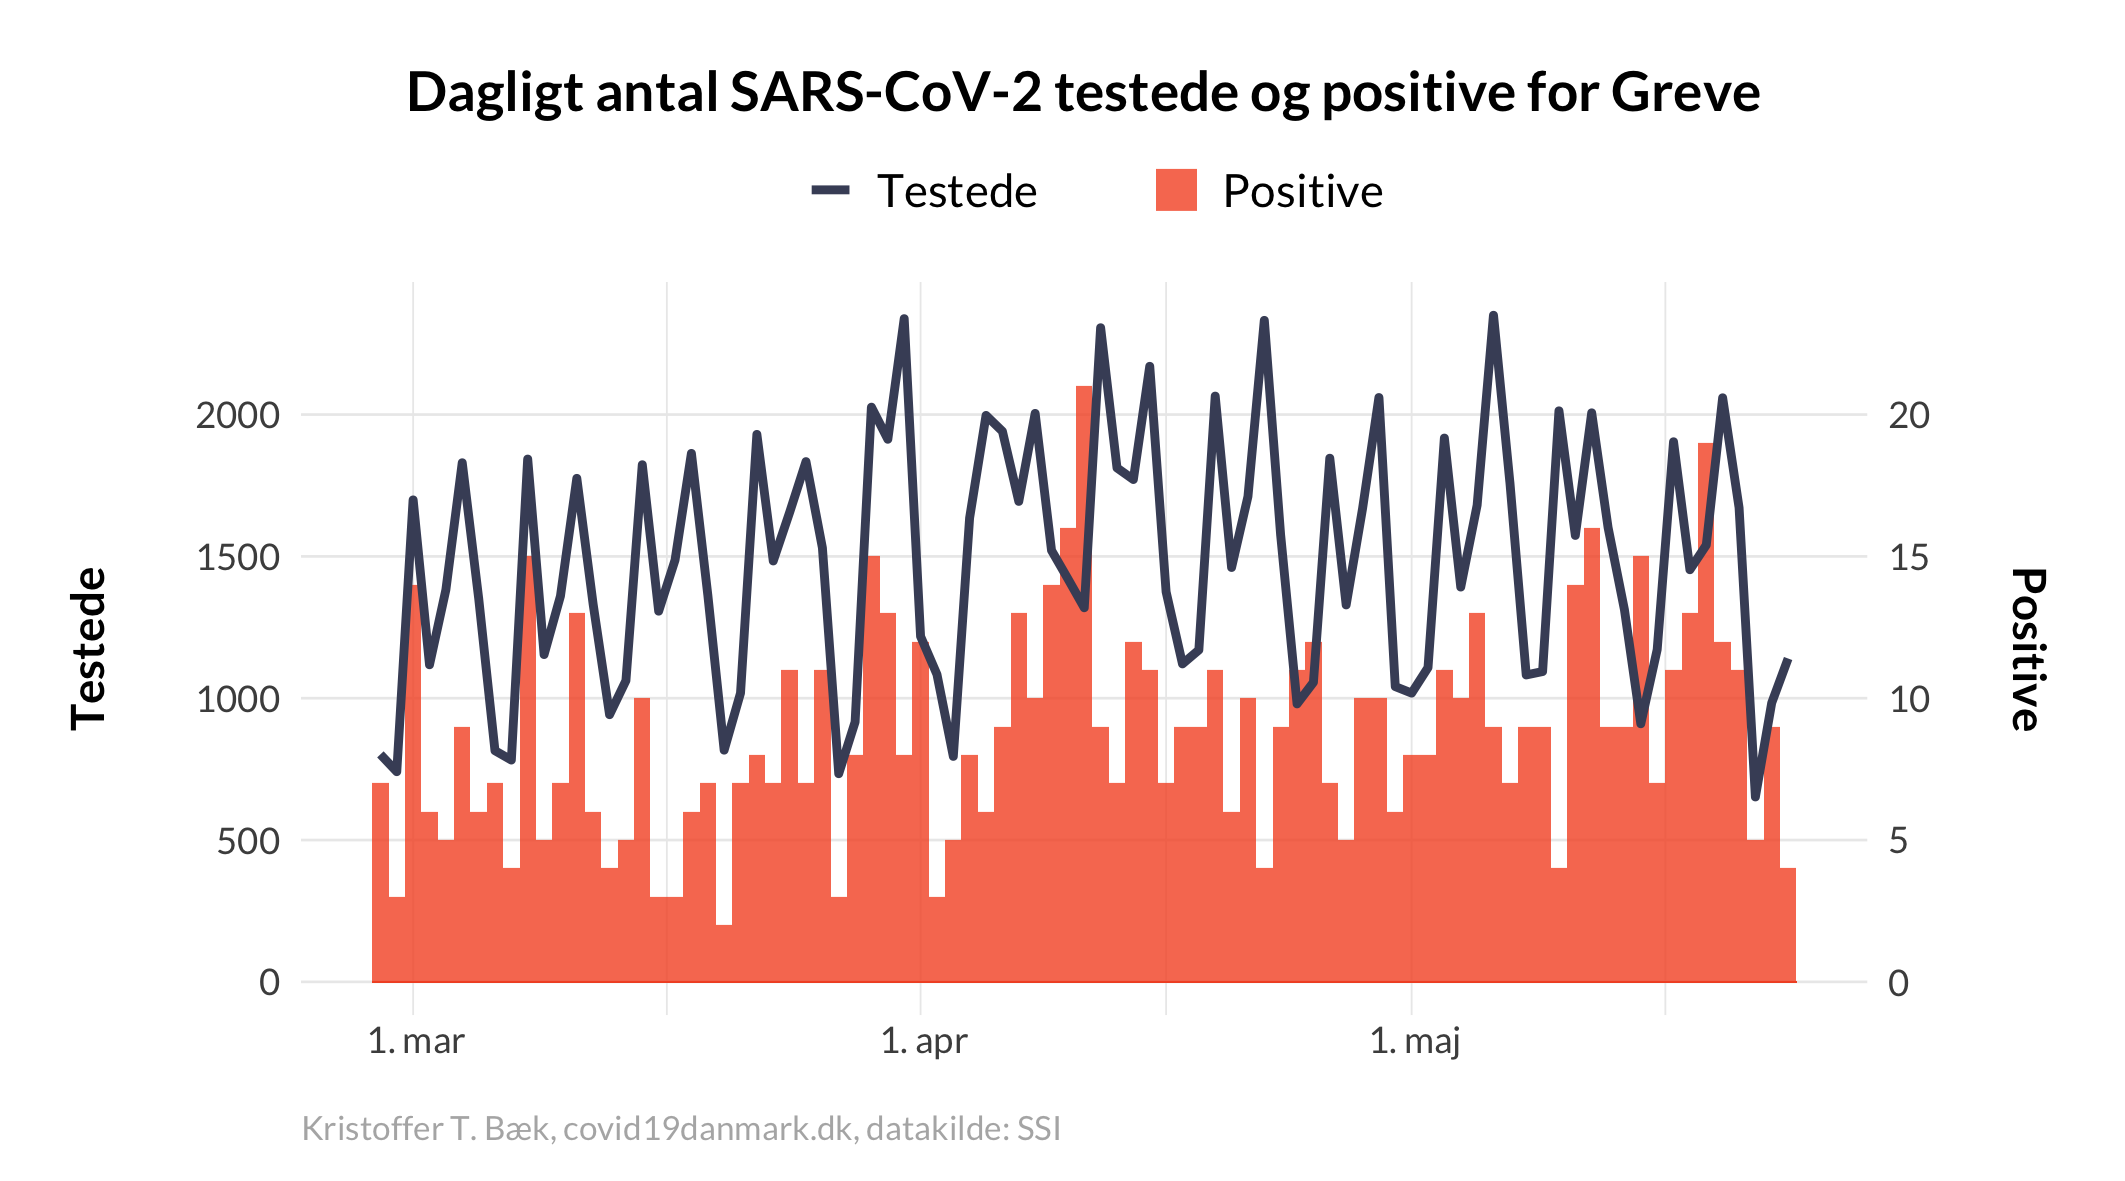 Dagligt antal SARS-CoV-2 testede og positive for Greve
Testede Positive
Testede
2000
1500
1000
500
0
20
15
10
5
0
Positive
1. mar 1. apr 1. maj
Kristoffer T. Bæk, covid19danmark.dk, datakilde: SSI